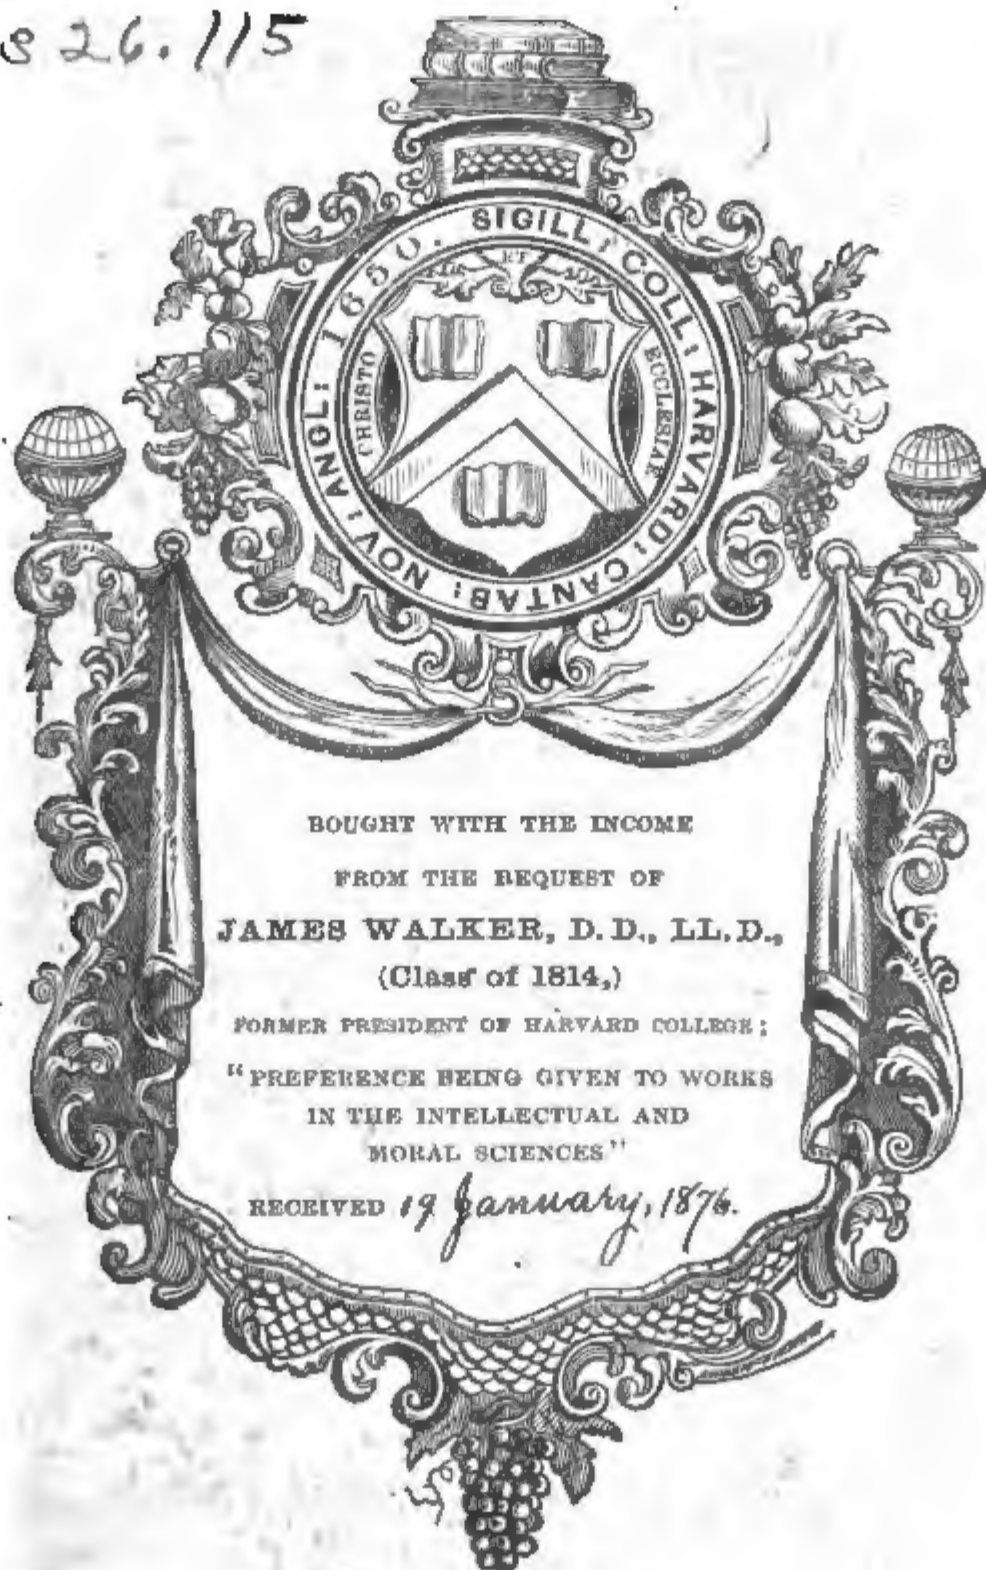 s 26.115
SIGILL: COLL: HARVARD: CANTAB: NOV: ANGL: 1650.
CHRISTO
ET
ECCLESIAE
BOUGHT WITH THE INCOME
FROM THE BEQUEST OF
JAMES WALKER, D.D., LL.D.,
(Class of 1814,)
FORMER PRESIDENT OF HARVARD COLLEGE;
"PREFERENCE BEING GIVEN TO WORKS
IN THE INTELLECTUAL AND
MORAL SCIENCES"
RECEIVED 19 January, 1876.